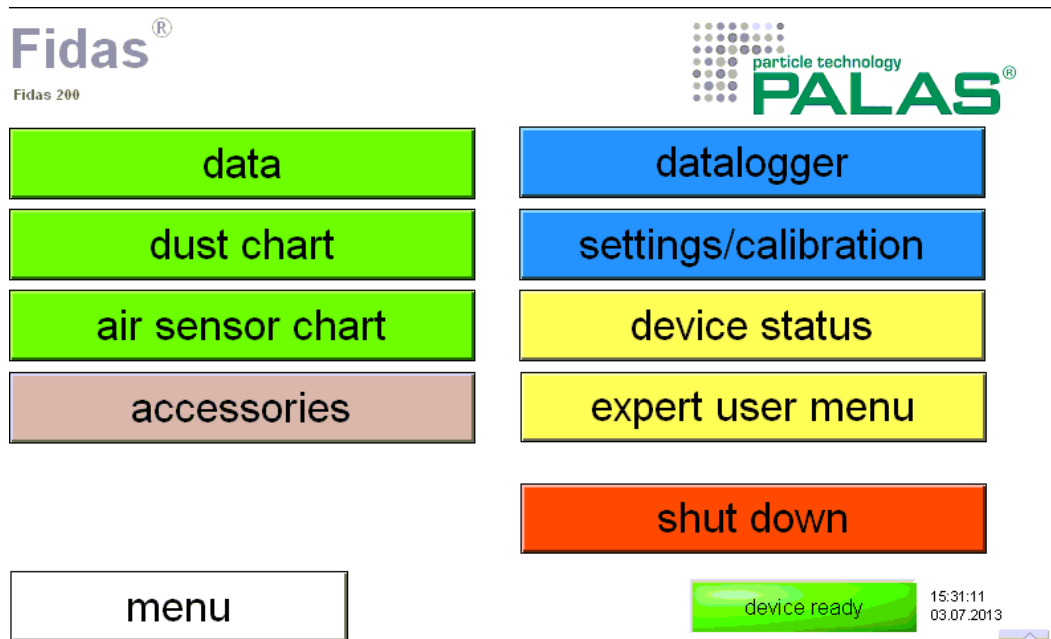 Fidas®
Fidas 200
particle technology
PALAS®
data
datalogger
dust chart
settings/calibration
air sensor chart
device status
accessories
expert user menu
shut down
menu
device ready
15:31:11
03.07.2013